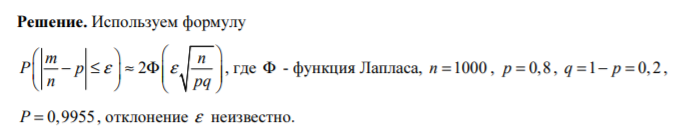 Решение. Используем формулу
P(|m/n − p| ≤ ε) ≈ 2Φ(ε√(n/pq)), где Φ - функция Лапласа, n = 1000, p = 0,8, q = 1 − p = 0,2,
P = 0,9955, отклонение ε неизвестно.